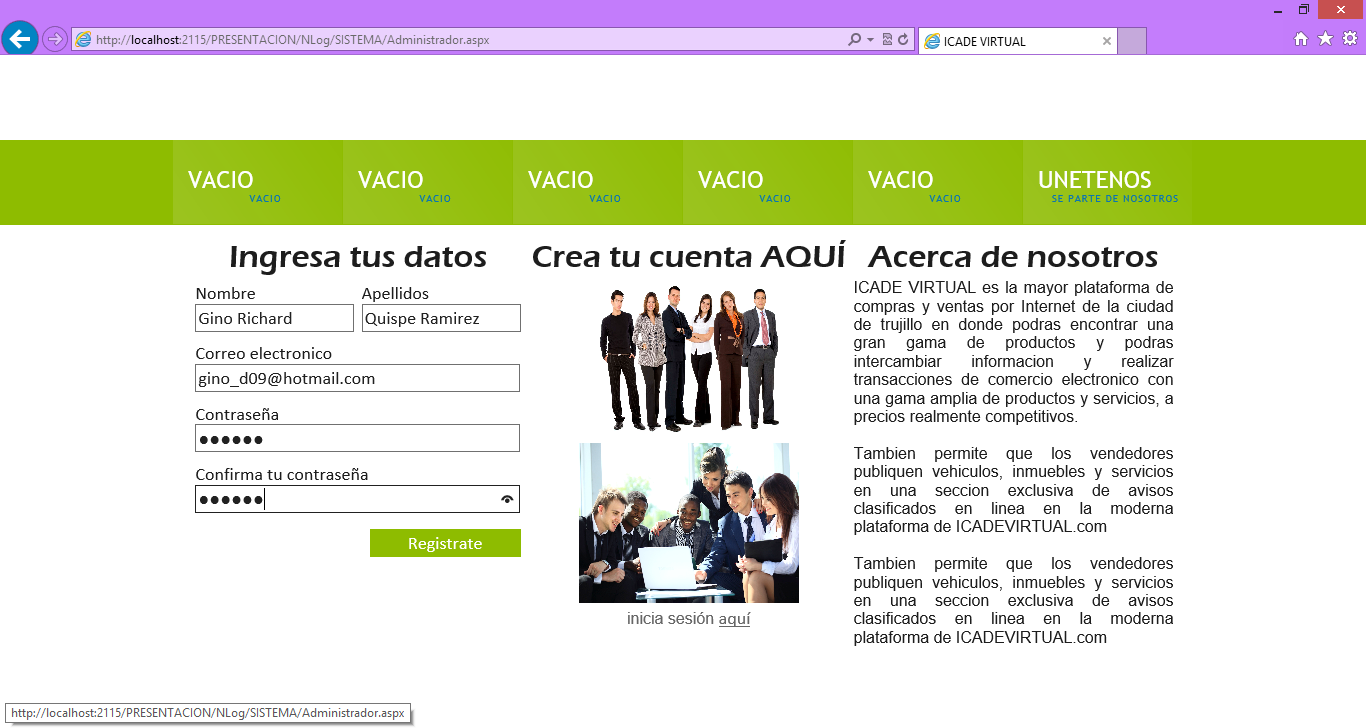 http://localhost:2115/PRESENTACION/NLog/SISTEMA/Administrador.aspx
ICADE VIRTUAL
VACIO
VACIO
VACIO
VACIO
VACIO
VACIO
VACIO
VACIO
VACIO
VACIO
UNETENOS
SE PARTE DE NOSOTROS
Ingresa tus datos
Nombre
Apellidos
Gino Richard
Quispe Ramirez
Correo electronico
gino_d09@hotmail.com
Contraseña
●●●●●●
Confirma tu contraseña
●●●●●●
Registrate
Crea tu cuenta AQUÍ
inicia sesión aquí
Acerca de nosotros
ICADE VIRTUAL es la mayor plataforma de
compras y ventas por Internet de la ciudad
de trujillo en donde podras encontrar una
gran gama de productos y podras
intercambiar informacion y realizar
transacciones de comercio electronico con
una gama amplia de productos y servicios, a
precios realmente competitivos.
Tambien permite que los vendedores
publiquen vehiculos, inmuebles y servicios
en una seccion exclusiva de avisos
clasificados en linea en la moderna
plataforma de ICADEVIRTUAL.com
Tambien permite que los vendedores
publiquen vehiculos, inmuebles y servicios
en una seccion exclusiva de avisos
clasificados en linea en la moderna
plataforma de ICADEVIRTUAL.com
http://localhost:2115/PRESENTACION/NLog/SISTEMA/Administrador.aspx